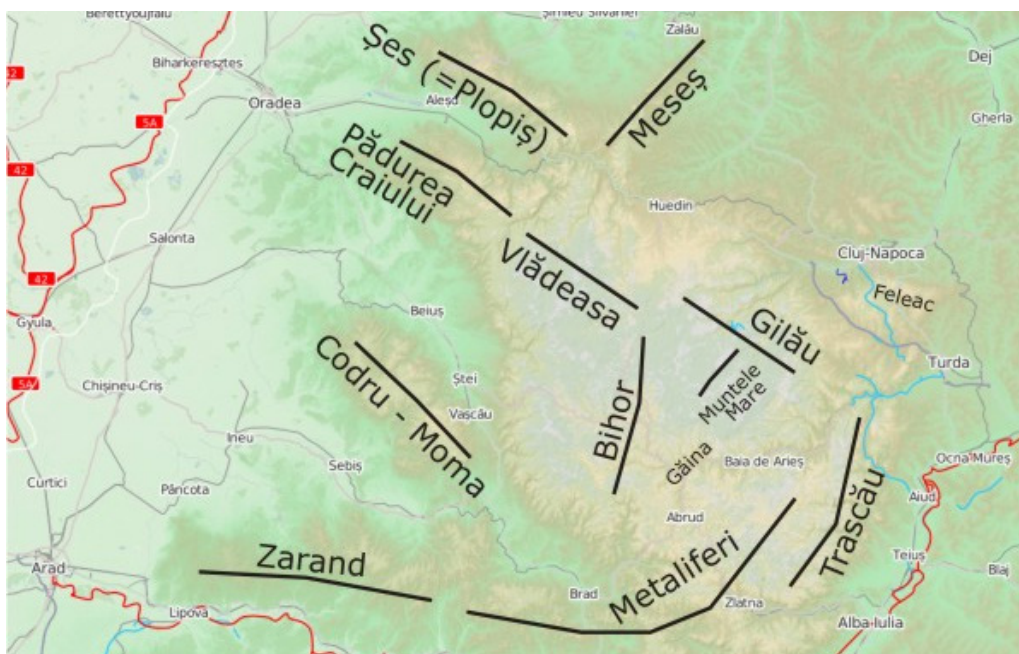 Berettyóújfalu
Șimleu Silvaniei
Zalău
42
Biharkeresztes
Șes (=Plopiș)
Dej
Oradea
Aleșd
Meseș
Gherla
5A
Pădurea
Craiului
42
Huedin
Salonta
Vlădeasa
Cluj-Napoca
42
Feleac
Gyula
Beiuș
Gilău
Turda
Codru - Moma
Ștei
5A
Chișineu-Criș
Muntele
Mare
Vașcău
Bihor
Ineu
Găina
Baia de Arieș
Ocna Mureș
Sebiș
Curtici
Pâncota
Trascău
Aiud
Abrud
Zarand
Metaliferi
Teiuș
Arad
Blaj
Brad
Zlatna
Lipova
Alba Iulia